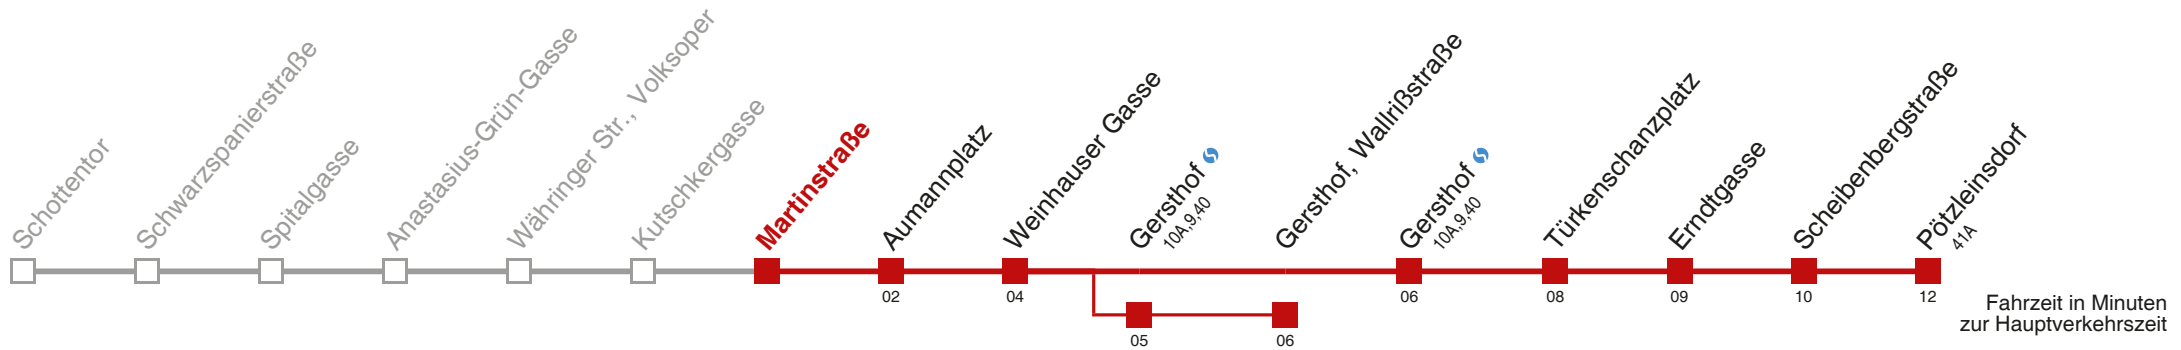 Schottentor
Schwarzspanierstraße
Spitalgasse
Anastasius-Grün-Gasse
Währinger Str., Volksoper
Kutschkergasse
Martinstraße
Aumannplatz
Weinhauser Gasse
Gersthof
10A,9,40
Gersthof, Wallrißstraße
Gersthof
10A,9,40
Türkenschanzplatz
Erndtgasse
Scheibenbergstraße
Pötzleinsdorf
41A
02 04 06 08 09 10 12
05 06
Fahrzeit in Minuten
zur Hauptverkehrszeit